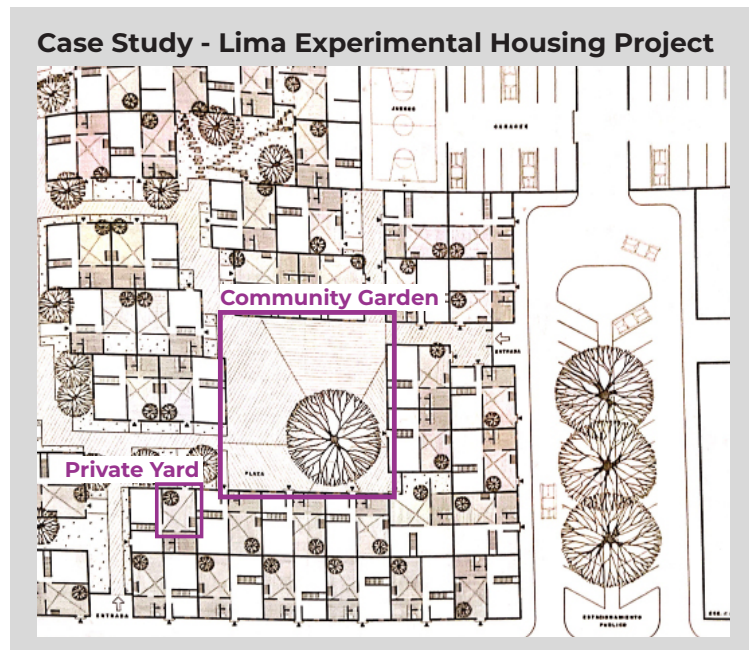 Case Study - Lima Experimental Housing Project
JUEGOS
GARAGES
Community Garden
ENTRADA
Private Yard
PLAZA
ENTRADA
ESTACIONAMIENTO
PUBLICO